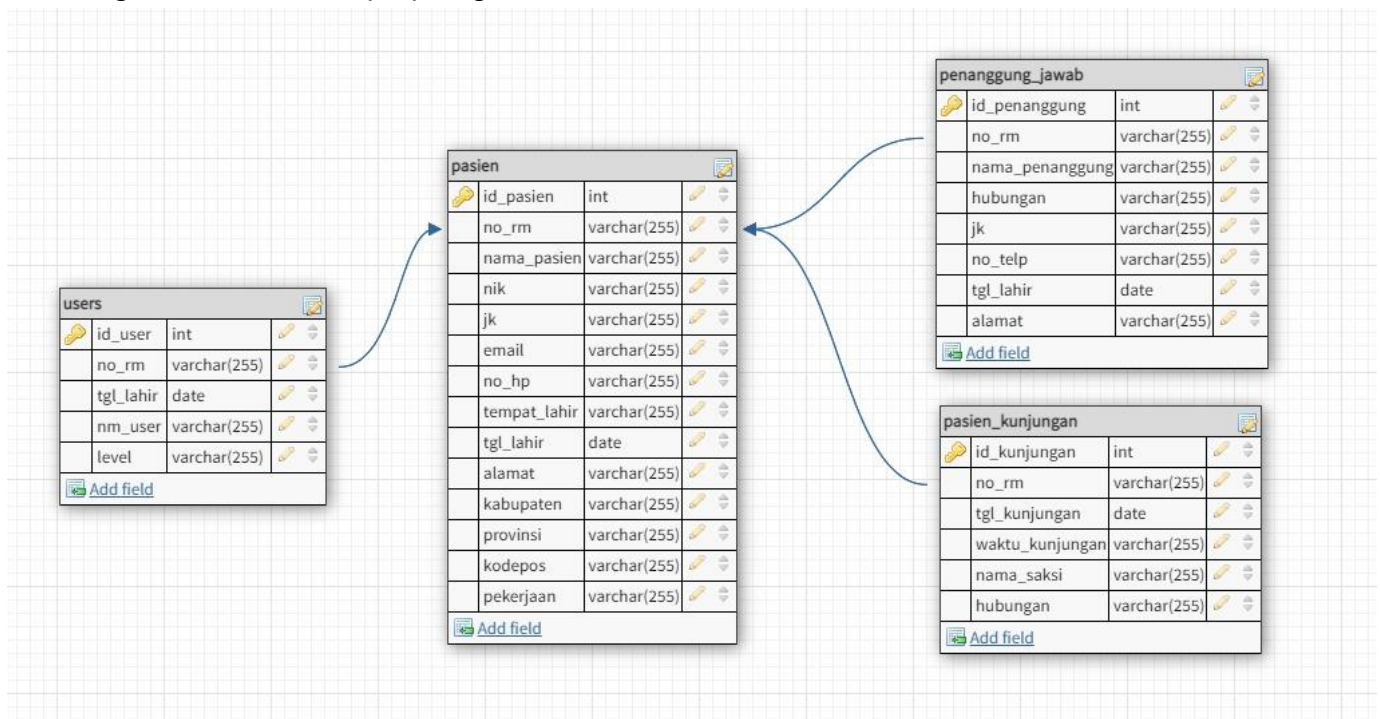 users
id_user int
no_rm varchar(255)
tgl_lahir date
nm_user varchar(255)
level varchar(255)
Add field
pasien
id_pasien int
no_rm varchar(255)
nama_pasien varchar(255)
nik varchar(255)
jk varchar(255)
email varchar(255)
no_hp varchar(255)
tempat_lahir varchar(255)
tgl_lahir date
alamat varchar(255)
kabupaten varchar(255)
provinsi varchar(255)
kodepos varchar(255)
pekerjaan varchar(255)
Add field
penanggung_jawab
id_penanggung int
no_rm varchar(255)
nama_penanggung varchar(255)
hubungan varchar(255)
jk varchar(255)
no_telp varchar(255)
tgl_lahir date
alamat varchar(255)
Add field
pasien_kunjungan
id_kunjungan int
no_rm varchar(255)
tgl_kunjungan date
waktu_kunjungan varchar(255)
nama_saksi varchar(255)
hubungan varchar(255)
Add field